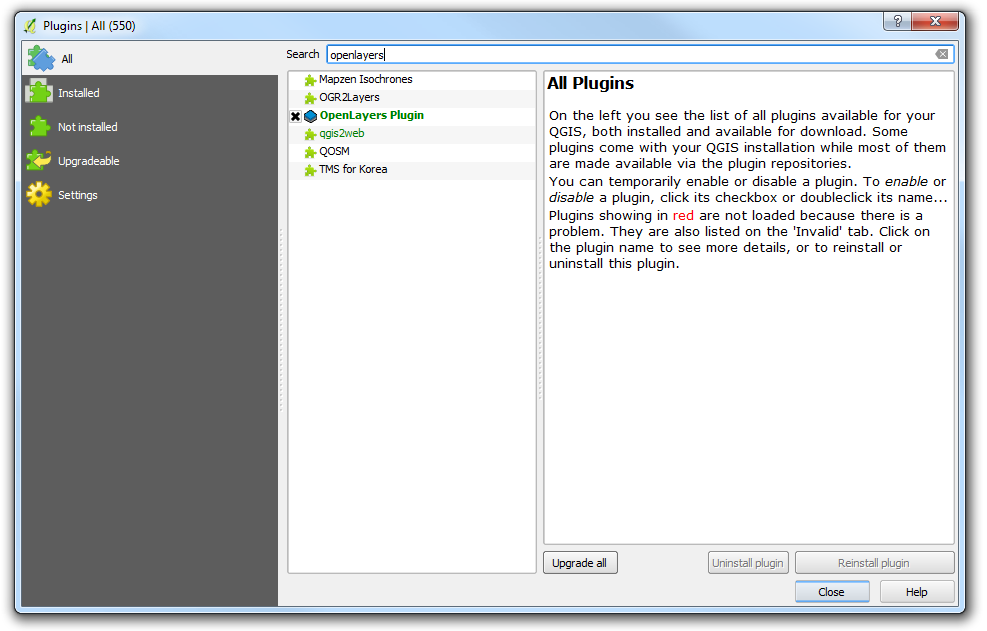 Plugins | All (550)
?
All
Installed
Not installed
Upgradeable
Settings
Search openlayers
Mapzen Isochrones
OGR2Layers
OpenLayers Plugin
qgis2web
QOSM
TMS for Korea
All Plugins
On the left you see the list of all plugins available for your
QGIS, both installed and available for download. Some
plugins come with your QGIS installation while most of them
are made available via the plugin repositories.
You can temporarily enable or disable a plugin. To enable or
disable a plugin, click its checkbox or doubleclick its name...
Plugins showing in red are not loaded because there is a
problem. They are also listed on the 'Invalid' tab. Click on
the plugin name to see more details, or to reinstall or
uninstall this plugin.
Upgrade all
Uninstall plugin
Reinstall plugin
Close
Help